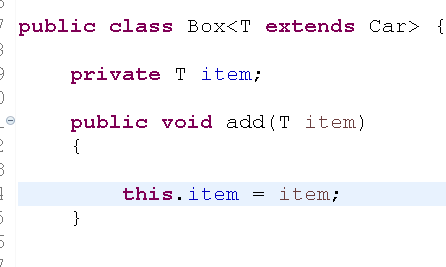 public class Box<T extends Car> {
private T item;
public void add(T item)
{
this.item = item;
}